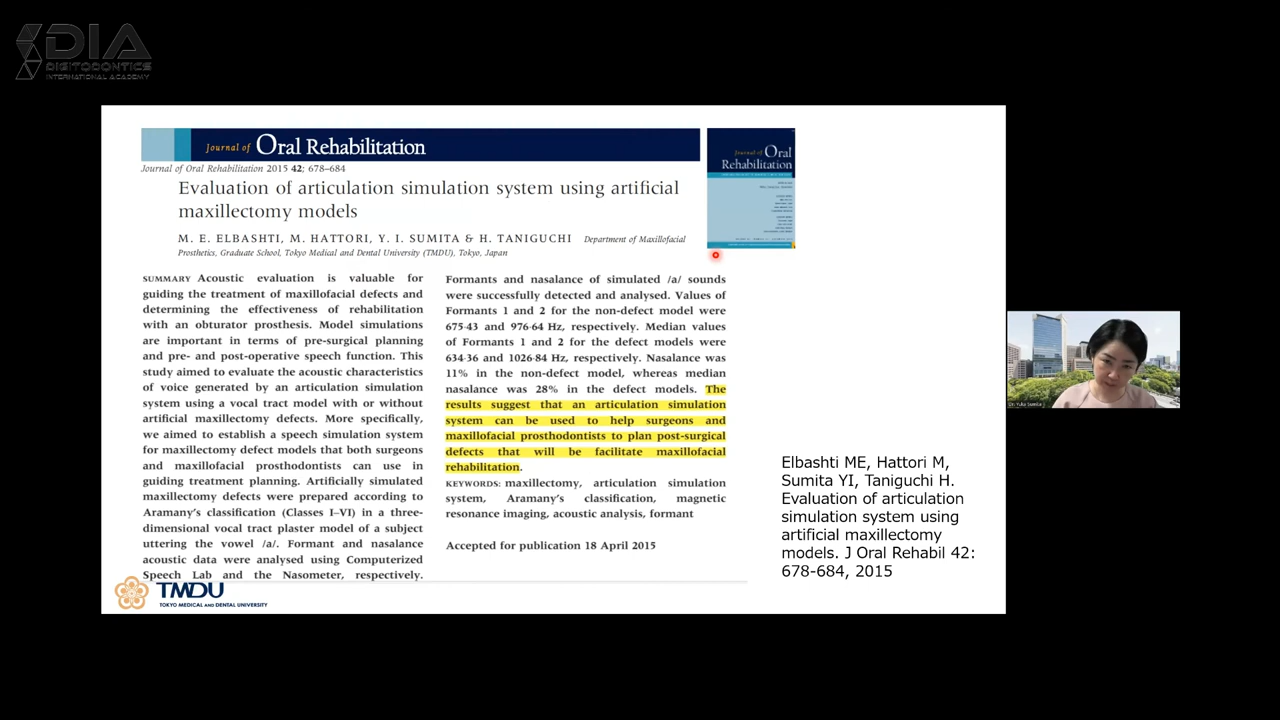 DIA
DIGITODONTICS
INTERNATIONAL ACADEMY
Journal of Oral Rehabilitation
Journal of Oral Rehabilitation
Journal of Oral Rehabilitation 2015 42; 678–684
Evaluation of articulation simulation system using artificial
maxillectomy models
M. E. ELBASHTI, M. HATTORI, Y. I. SUMITA & H. TANIGUCHI Department of Maxillofacial
Prosthetics, Graduate School, Tokyo Medical and Dental University (TMDU), Tokyo, Japan
SUMMARY Acoustic evaluation is valuable for
guiding the treatment of maxillofacial defects and
determining the effectiveness of rehabilitation
with an obturator prosthesis. Model simulations
are important in terms of pre-surgical planning
and pre- and post-operative speech function. This
study aimed to evaluate the acoustic characteristics
of voice generated by an articulation simulation
system using a vocal tract model with or without
artificial maxillectomy defects. More specifically,
we aimed to establish a speech simulation system
for maxillectomy defect models that both surgeons
and maxillofacial prosthodontists can use in
guiding treatment planning. Artificially simulated
maxillectomy defects were prepared according to
Aramany's classification (Classes I–VI) in a three-
dimensional vocal tract plaster model of a subject
uttering the vowel /a/. Formant and nasalance
acoustic data were analysed using Computerized
Speech Lab and the Nasometer, respectively.
Formants and nasalance of simulated /a/ sounds
were successfully detected and analysed. Values of
Formants 1 and 2 for the non-defect model were
675·43 and 976·64 Hz, respectively. Median values
of Formants 1 and 2 for the defect models were
634·36 and 1026·84 Hz, respectively. Nasalance was
11% in the non-defect model, whereas median
nasalance was 28% in the defect models. The
results suggest that an articulation simulation
system can be used to help surgeons and
maxillofacial prosthodontists to plan post-surgical
defects that will be facilitate maxillofacial
rehabilitation.
KEYWORDS: maxillectomy, articulation simulation
system, Aramany's classification, magnetic
resonance imaging, acoustic analysis, formant
Accepted for publication 18 April 2015
Elbashti ME, Hattori M,
Sumita YI, Taniguchi H.
Evaluation of articulation
simulation system using
artificial maxillectomy
models. J Oral Rehabil 42:
678-684, 2015
TMDU
TOKYO MEDICAL AND DENTAL UNIVERSITY
Dr. Yuka Sumita